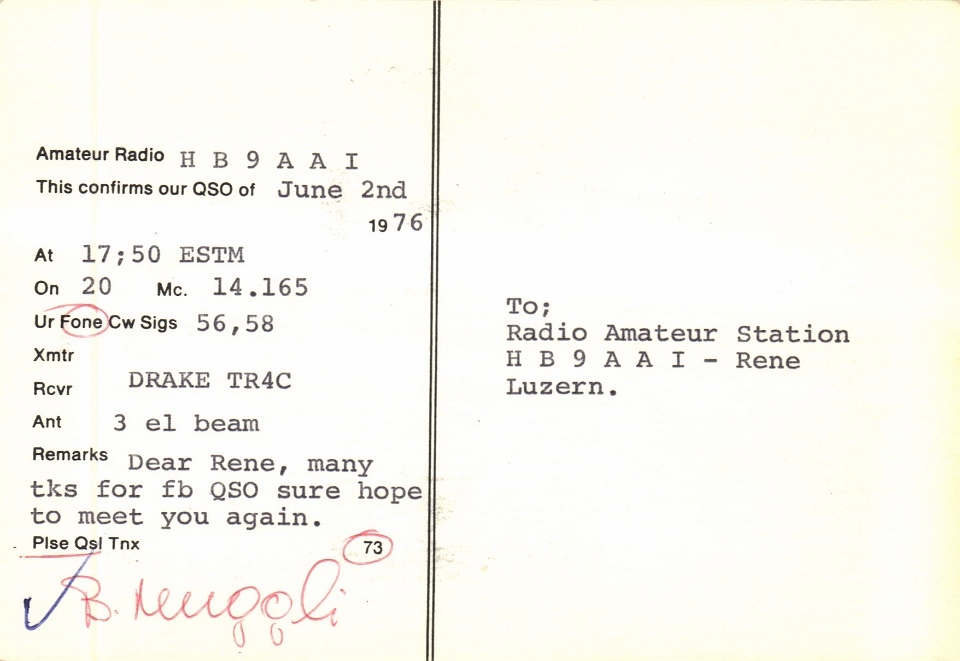 Amateur Radio H B 9 A A I
This confirms our QSO of June 2nd
1976
At 17;50 ESTM
On 20 Mc. 14.165
Ur Fone Cw Sigs 56,58
Xmtr
Rcvr DRAKE TR4C
Ant 3 el beam
Remarks Dear Rene, many
tks for fb QSO sure hope
to meet you again.
Plse Qsl Tnx 73
To;
Radio Amateur Station
H B 9 A A I - Rene
Luzern.